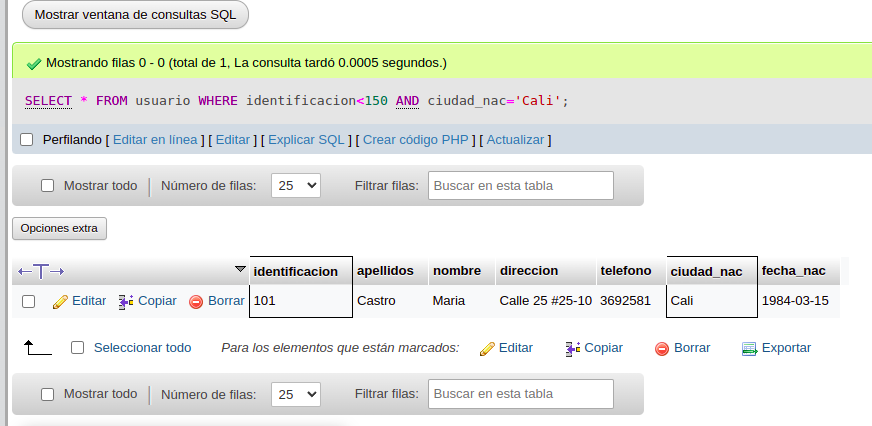 Mostrar ventana de consultas SQL
Mostrando filas 0 - 0 (total de 1, La consulta tardó 0.0005 segundos.)
SELECT * FROM usuario WHERE identificacion<150 AND ciudad_nac='Cali';
Perfilando [ Editar en línea ] [ Editar ] [ Explicar SQL ] [ Crear código PHP ] [ Actualizar ]
Mostrar todo Número de filas: 25 Filtrar filas: Buscar en esta tabla
Opciones extra
identificacion apellidos nombre direccion telefono ciudad_nac fecha_nac
Editar Copiar Borrar 101 Castro Maria Calle 25 #25-10 3692581 Cali 1984-03-15
Seleccionar todo Para los elementos que están marcados: Editar Copiar Borrar Exportar
Mostrar todo Número de filas: 25 Filtrar filas: Buscar en esta tabla